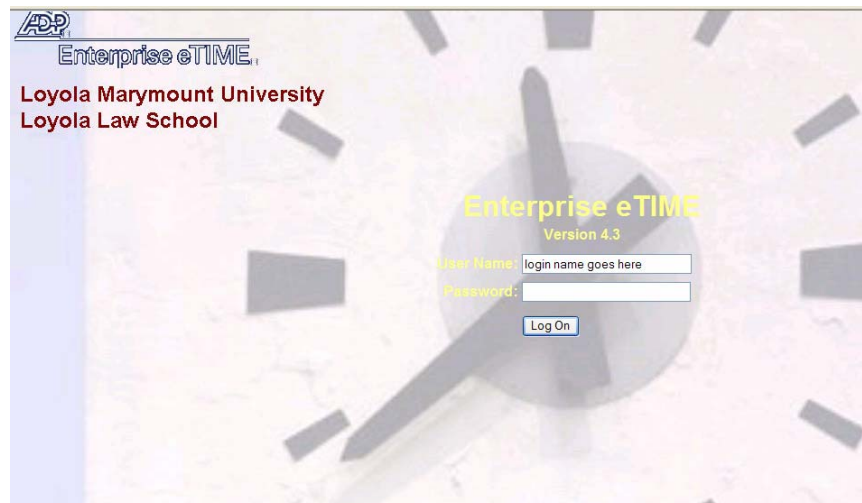 ADP
Enterprise eTIME
Loyola Marymount University
Loyola Law School
Enterprise eTIME
Version 4.3
User Name: login name goes here
Password:
Log On